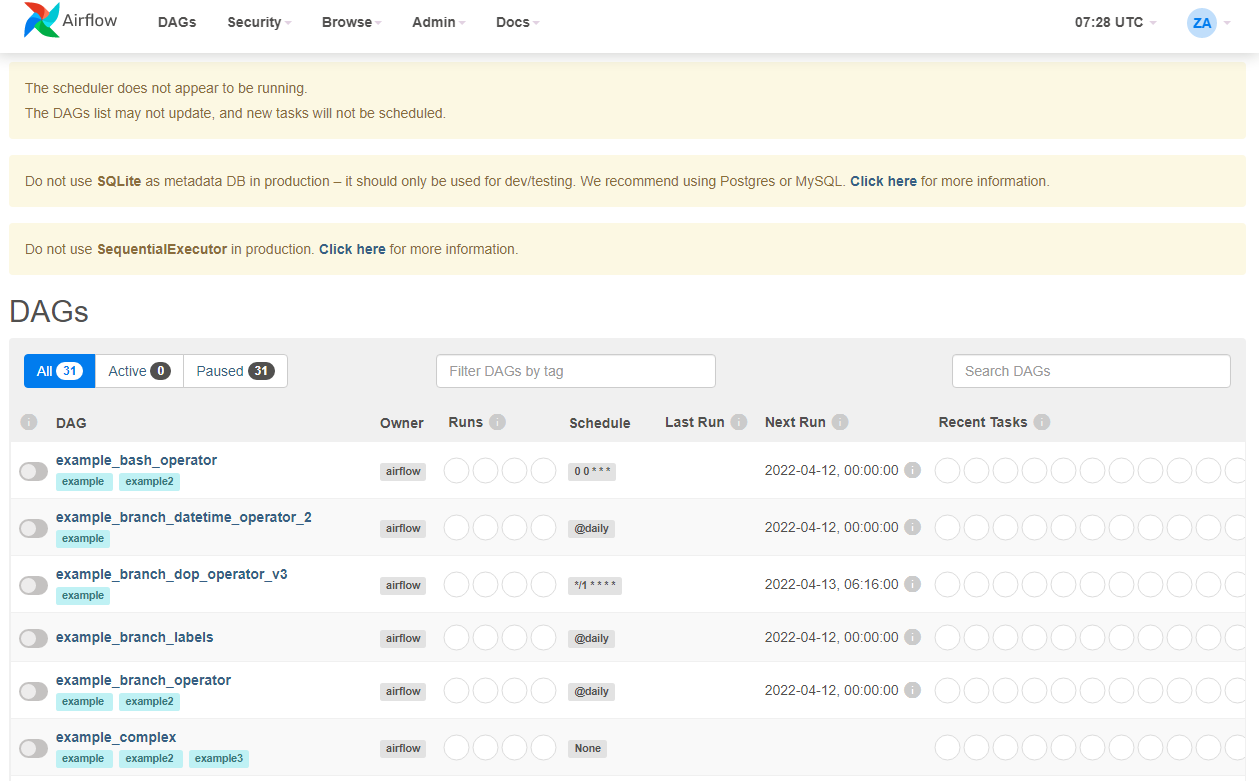 Airflow DAGs Security Browse Admin Docs 07:28 UTC ZA
The scheduler does not appear to be running.
The DAGs list may not update, and new tasks will not be scheduled.
Do not use SQLite as metadata DB in production – it should only be used for dev/testing. We recommend using Postgres or MySQL. Click here for more information.
Do not use SequentialExecutor in production. Click here for more information.
DAGs
All 31 Active 0 Paused 31 Filter DAGs by tag Search DAGs
i DAG Owner Runs i Schedule Last Run i Next Run i Recent Tasks i
example_bash_operator
airflow 0 0 * * * 2022-04-12, 00:00:00 i
example example2
example_branch_datetime_operator_2
airflow @daily 2022-04-12, 00:00:00 i
example
example_branch_dop_operator_v3
airflow */1 * * * * 2022-04-13, 06:16:00 i
example
example_branch_labels airflow @daily 2022-04-12, 00:00:00 i
example_branch_operator
airflow @daily 2022-04-12, 00:00:00 i
example example2
example_complex
airflow None
example example2 example3